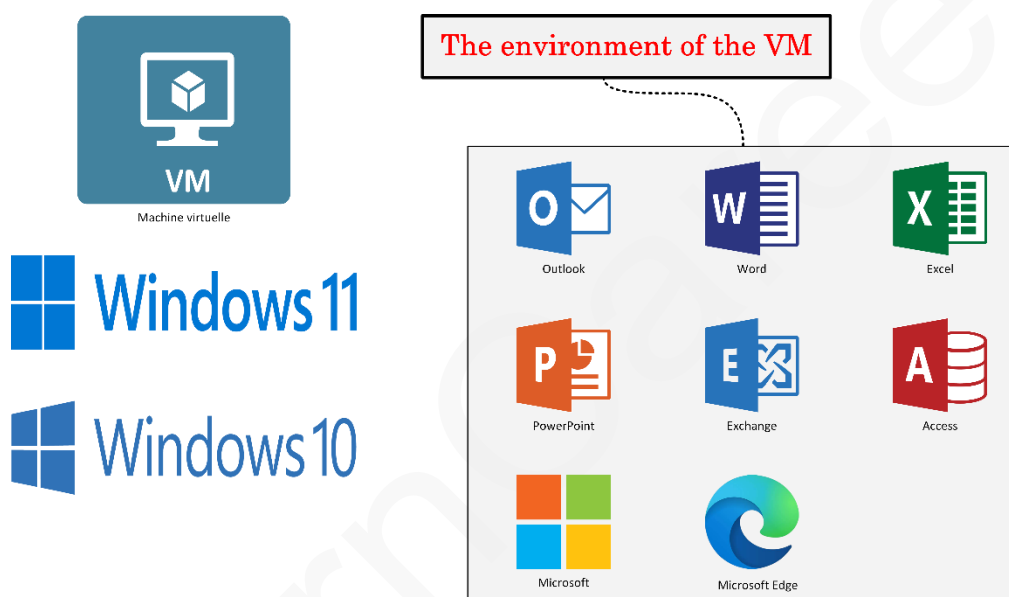 The environment of the VM
VM
Machine virtuelle
Windows 11
Windows 10
O
Outlook
W
Word
X
Excel
P
PowerPoint
E
Exchange
A
Access
Microsoft
Microsoft Edge